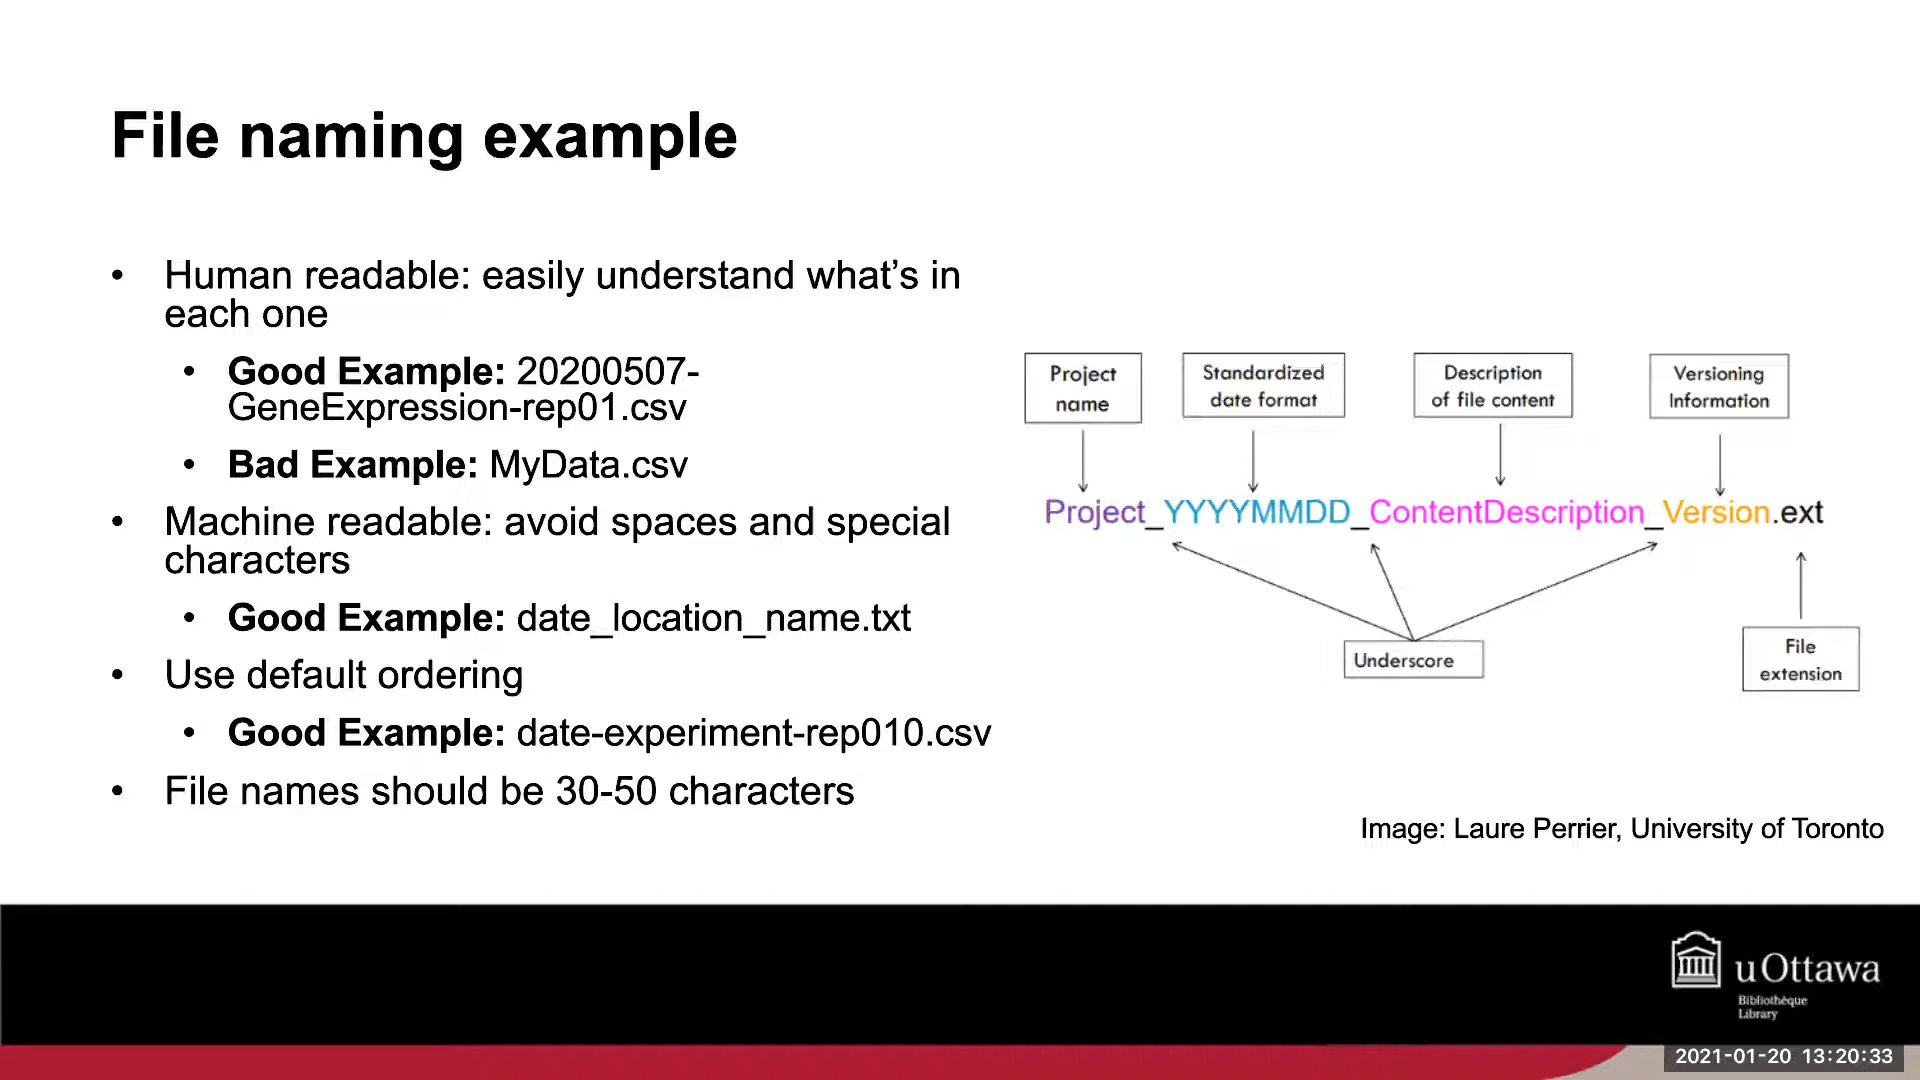 File naming example
• Human readable: easily understand what’s in
each one
• Good Example: 20200507-
GeneExpression-rep01.csv
• Bad Example: MyData.csv
• Machine readable: avoid spaces and special
characters
• Good Example: date_location_name.txt
• Use default ordering
• Good Example: date-experiment-rep010.csv
• File names should be 30-50 characters
Project
name
Standardized
date format
Description
of file content
Versioning
Information
Project_YYYYMMDD_ContentDescription_Version.ext
Underscore
File
extension
Image: Laure Perrier, University of Toronto
uOttawa
Bibliothèque
Library
2021-01-20 13:20:33